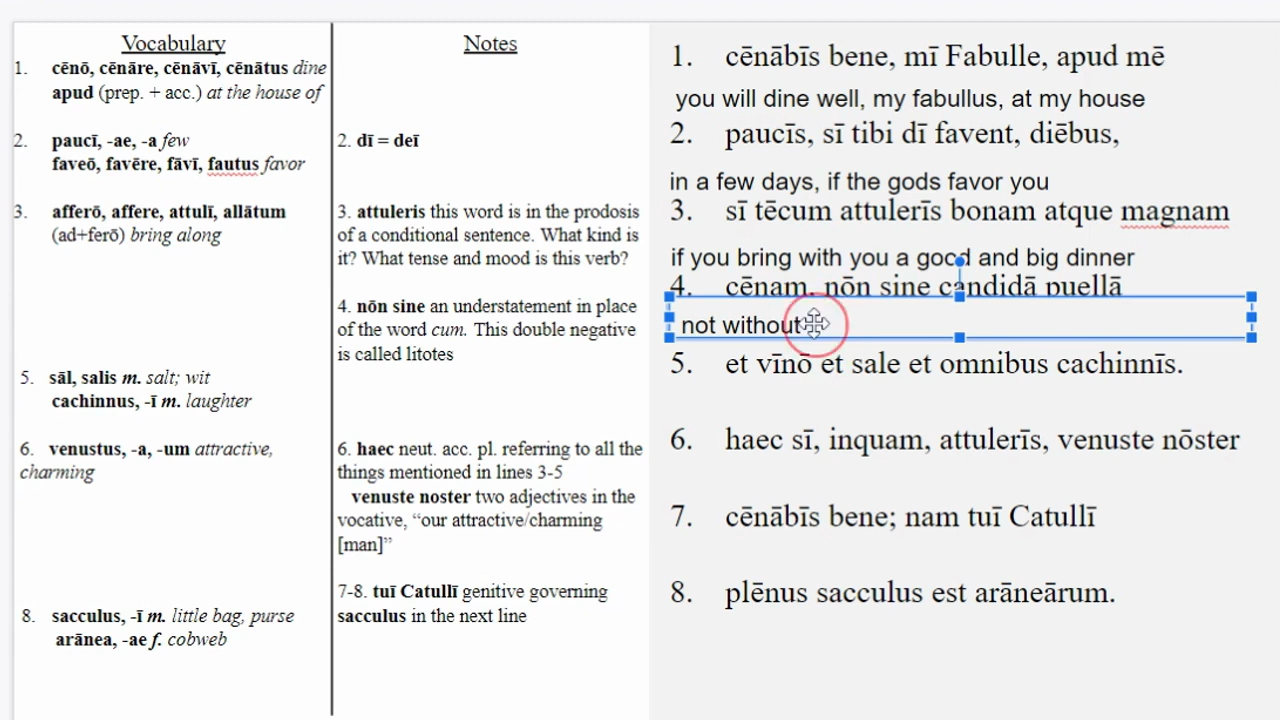 Vocabulary
1. cēnō, cēnāre, cēnāvī, cēnātus dine
apud (prep. + acc.) at the house of
2. paucī, -ae, -a few
faveō, favēre, fāvī, fautus favor
3. afferō, affere, attulī, allātum
(ad+ferō) bring along
5. sāl, salis m. salt; wit
cachinnus, -ī m. laughter
6. venustus, -a, -um attractive,
charming
8. sacculus, -ī m. little bag, purse
arānea, -ae f. cobweb
Notes
2. dī = deī
3. attuleris this word is in the prodosis
of a conditional sentence. What kind is
it? What tense and mood is this verb?
4. nōn sine an understatement in place
of the word cum. This double negative
is called litotes
6. haec neut. acc. pl. referring to all the
things mentioned in lines 3-5
venuste noster two adjectives in the
vocative, “our attractive/charming
[man]”
7-8. tuī Catullī genitive governing
sacculus in the next line
1. cēnābīs bene, mī Fabulle, apud mē
you will dine well, my fabullus, at my house
2. paucīs, sī tibi dī favent, diēbus,
in a few days, if the gods favor you
3. sī tēcum attulerīs bonam atque magnam
if you bring with you a good and big dinner
4. cēnam, nōn sine candidā puellā
not without
5. et vīnō et sale et omnibus cachinnīs.
6. haec sī, inquam, attulerīs, venuste nōster
7. cēnābīs bene; nam tuī Catullī
8. plēnus sacculus est arāneārum.